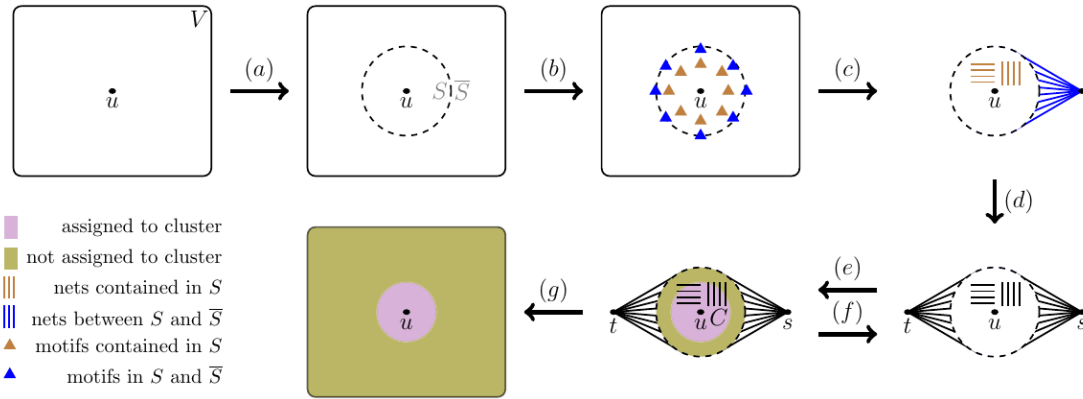 V
u
(a)
S S̅
u
(b)
u
(c)
u
(d)
assigned to cluster
not assigned to cluster
nets contained in S
nets between S and S̅
motifs contained in S
motifs in S and S̅
u
(g)
t u C s
(e)
(f)
t u s